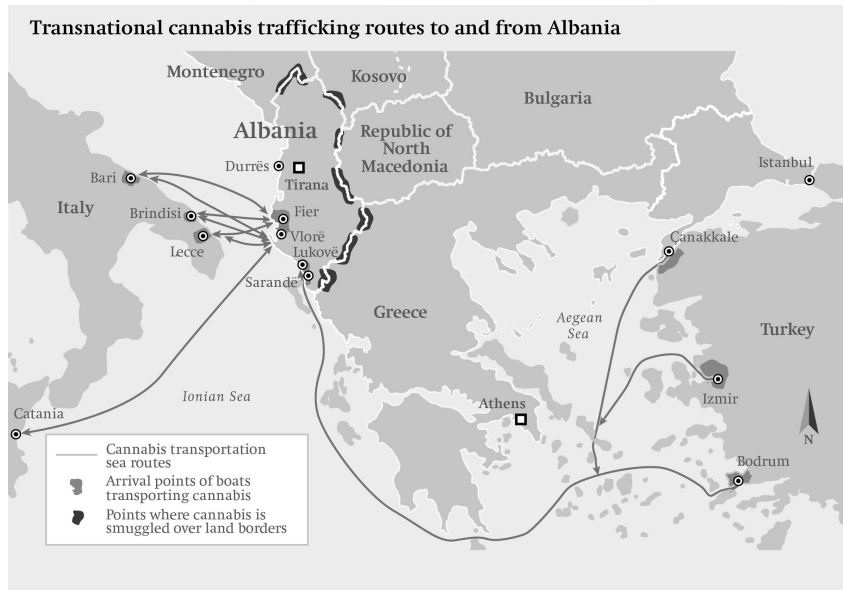 Transnational cannabis trafficking routes to and from Albania
Montenegro
Kosovo
Bulgaria
Albania
Republic of
North
Macedonia
Durrës
Tirana
Istanbul
Bari
Italy
Brindisi
Fier
Vlorë
Lecce
Lukovë
Sarandë
Çanakkale
Greece
Aegean
Sea
Turkey
Ionian Sea
Izmir
Athens
Catania
N
Bodrum
Cannabis transportation
sea routes
Arrival points of boats
transporting cannabis
Points where cannabis is
smuggled over land borders